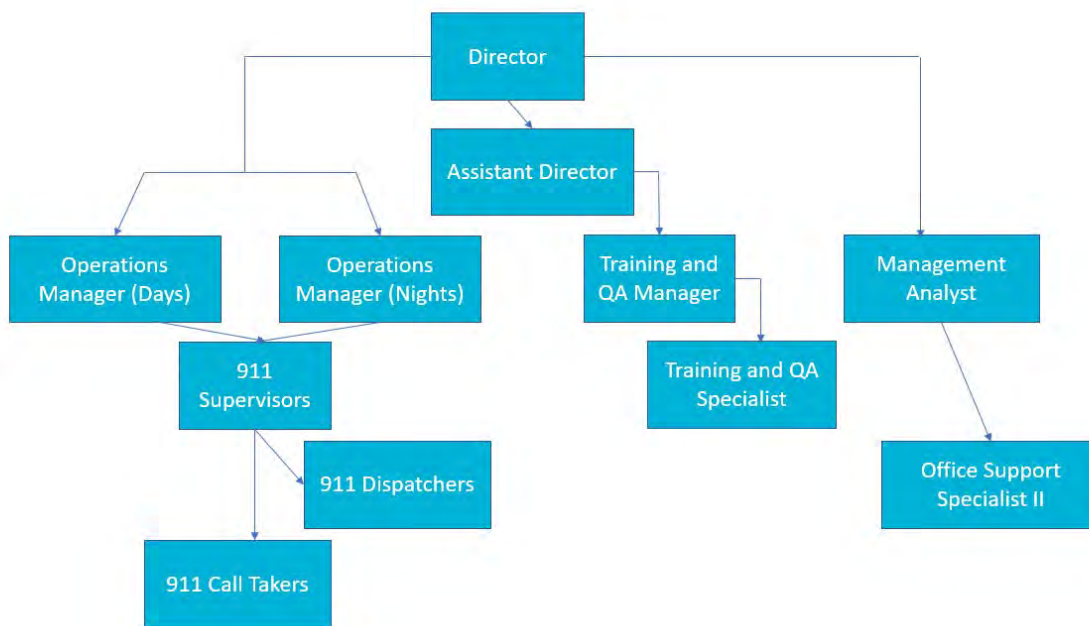 Director
Assistant Director
Operations
Manager (Days)
Operations
Manager (Nights)
Training and
QA Manager
Management
Analyst
911
Supervisors
Training and QA
Specialist
911 Dispatchers
Office Support
Specialist II
911 Call Takers